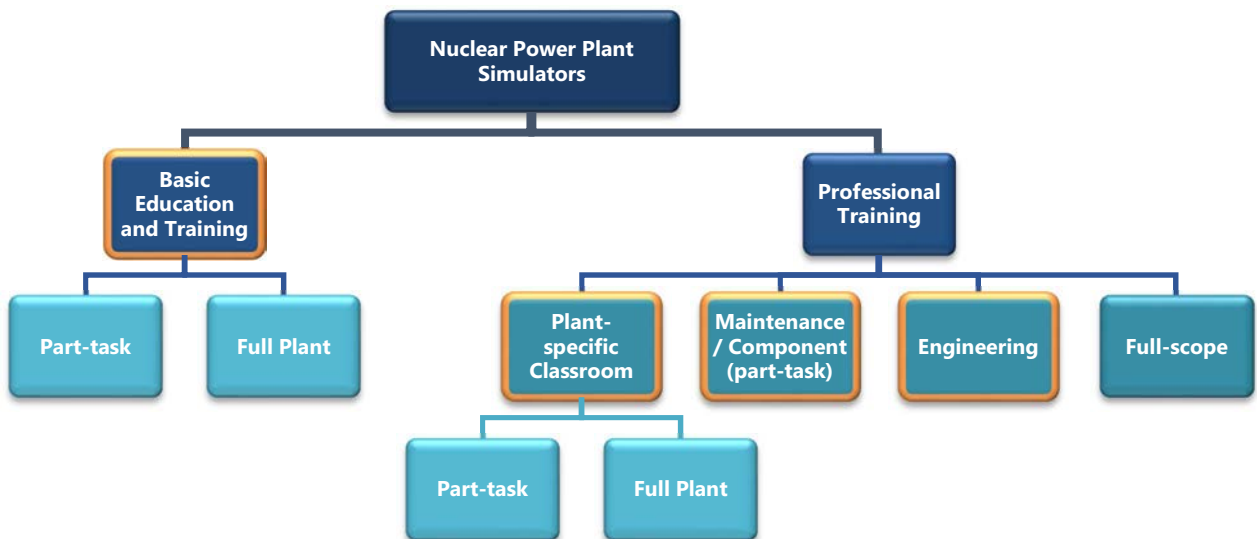 Nuclear Power Plant
Simulators
Basic
Education
and Training
Professional
Training
Part-task
Full Plant
Plant-
specific
Classroom
Maintenance
/ Component
(part-task)
Engineering
Full-scope
Part-task
Full Plant